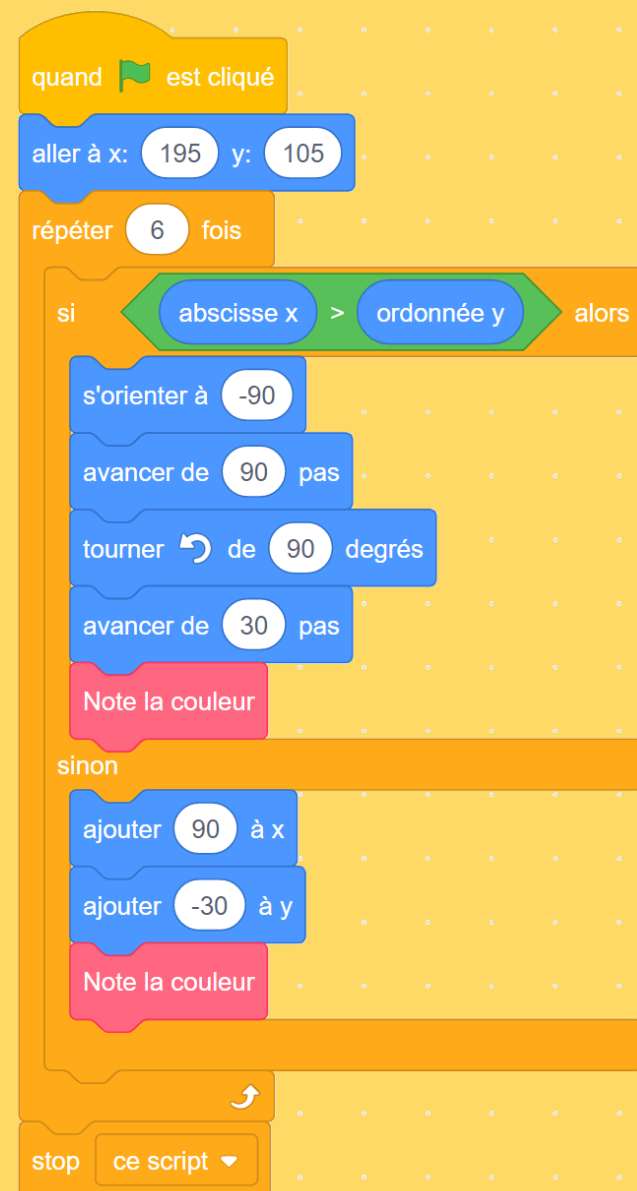 quand est cliqué
aller à x: 195 y: 105
répéter 6 fois
si abscisse x > ordonnée y alors
s'orienter à -90
avancer de 90 pas
tourner de 90 degrés
avancer de 30 pas
Note la couleur
sinon
ajouter 90 à x
ajouter -30 à y
Note la couleur
stop ce script